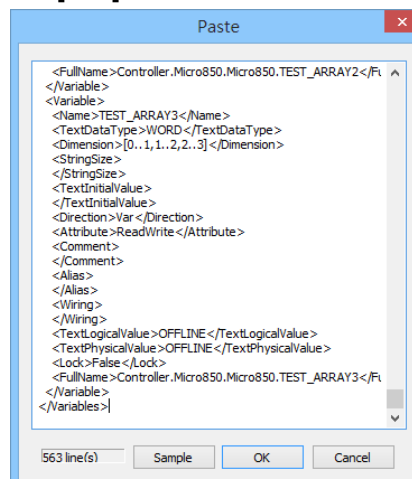 Paste
<FullName>Controller.Micro850.Micro850.TEST_ARRAY2</Fu
</Variable>
<Variable>
<Name>TEST_ARRAY3</Name>
<TextDataType>WORD</TextDataType>
<Dimension>[0..1,1..2,2..3]</Dimension>
<StringSize>
</StringSize>
<TextInitialValue>
</TextInitialValue>
<Direction>Var</Direction>
<Attribute>ReadWrite</Attribute>
<Comment>
</Comment>
<Alias>
</Alias>
<Wiring>
</Wiring>
<TextLogicalValue>OFFLINE</TextLogicalValue>
<TextPhysicalValue>OFFLINE</TextPhysicalValue>
<Lock>False</Lock>
<FullName>Controller.Micro850.Micro850.TEST_ARRAY3</Fu
</Variable>
</Variables>
563 line(s) Sample OK Cancel